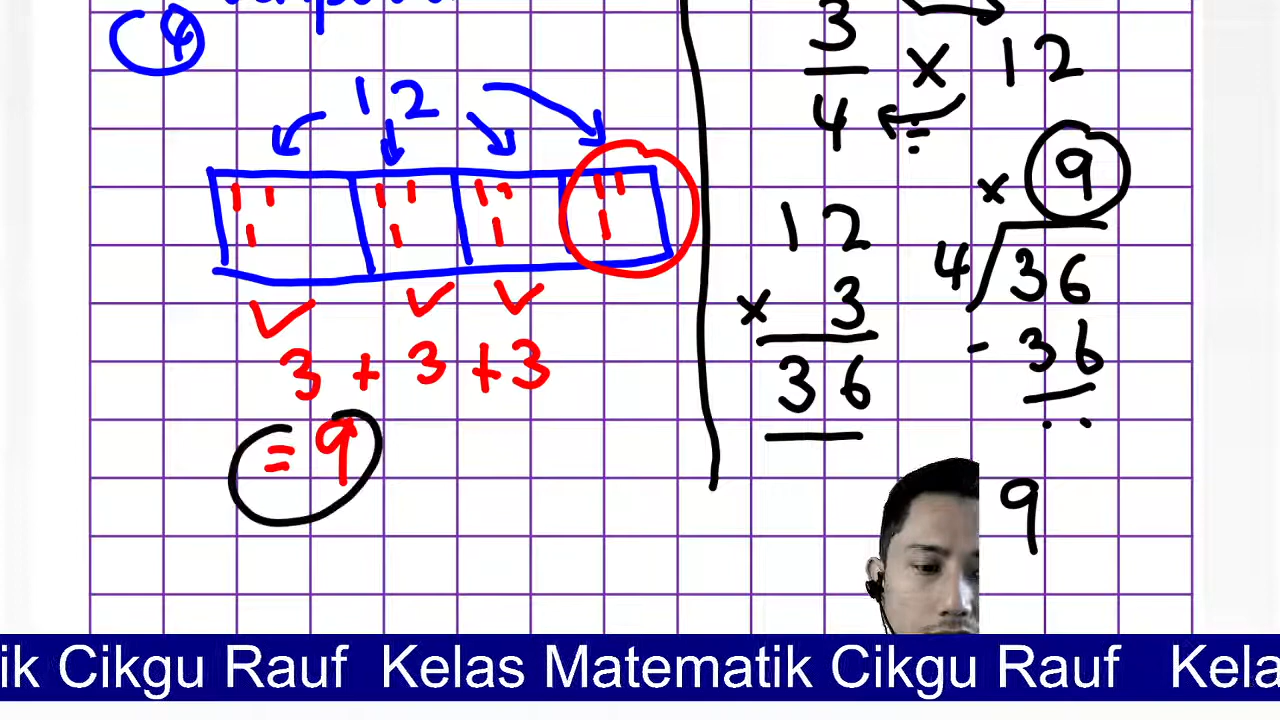 4
12
3 + 3 + 3
= 9
3
4
x 12
÷
12
x 3
36
x 9
4 36
- 36
9
ik Cikgu Rauf Kelas Matematik Cikgu Rauf Kela